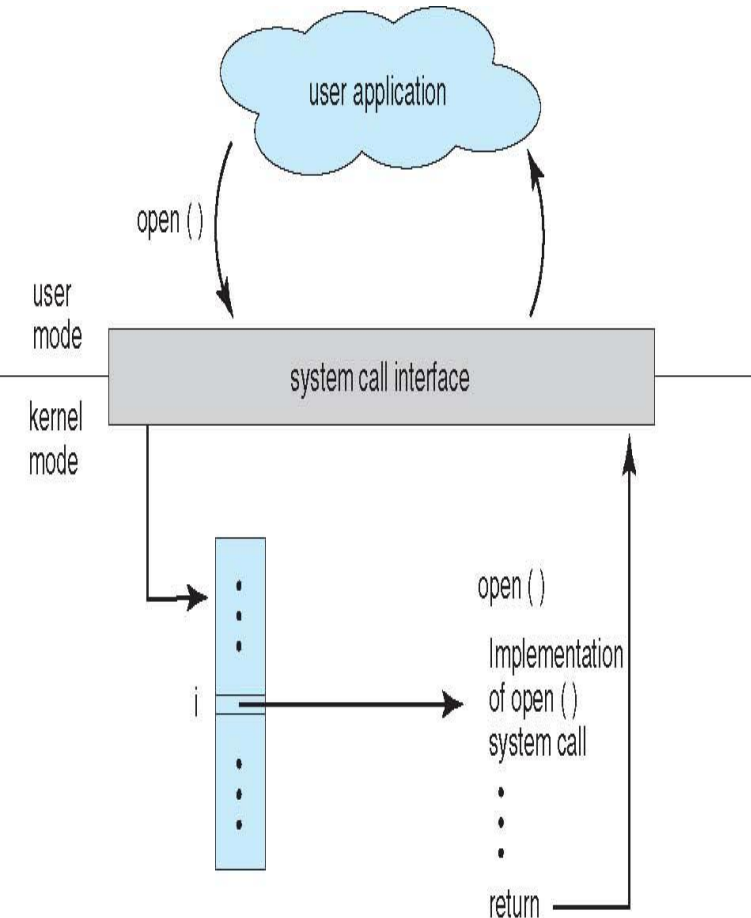 user application
open ( )
user
mode
system call interface
kernel
mode
open ( )
Implementation
of open ( )
system call
i
return